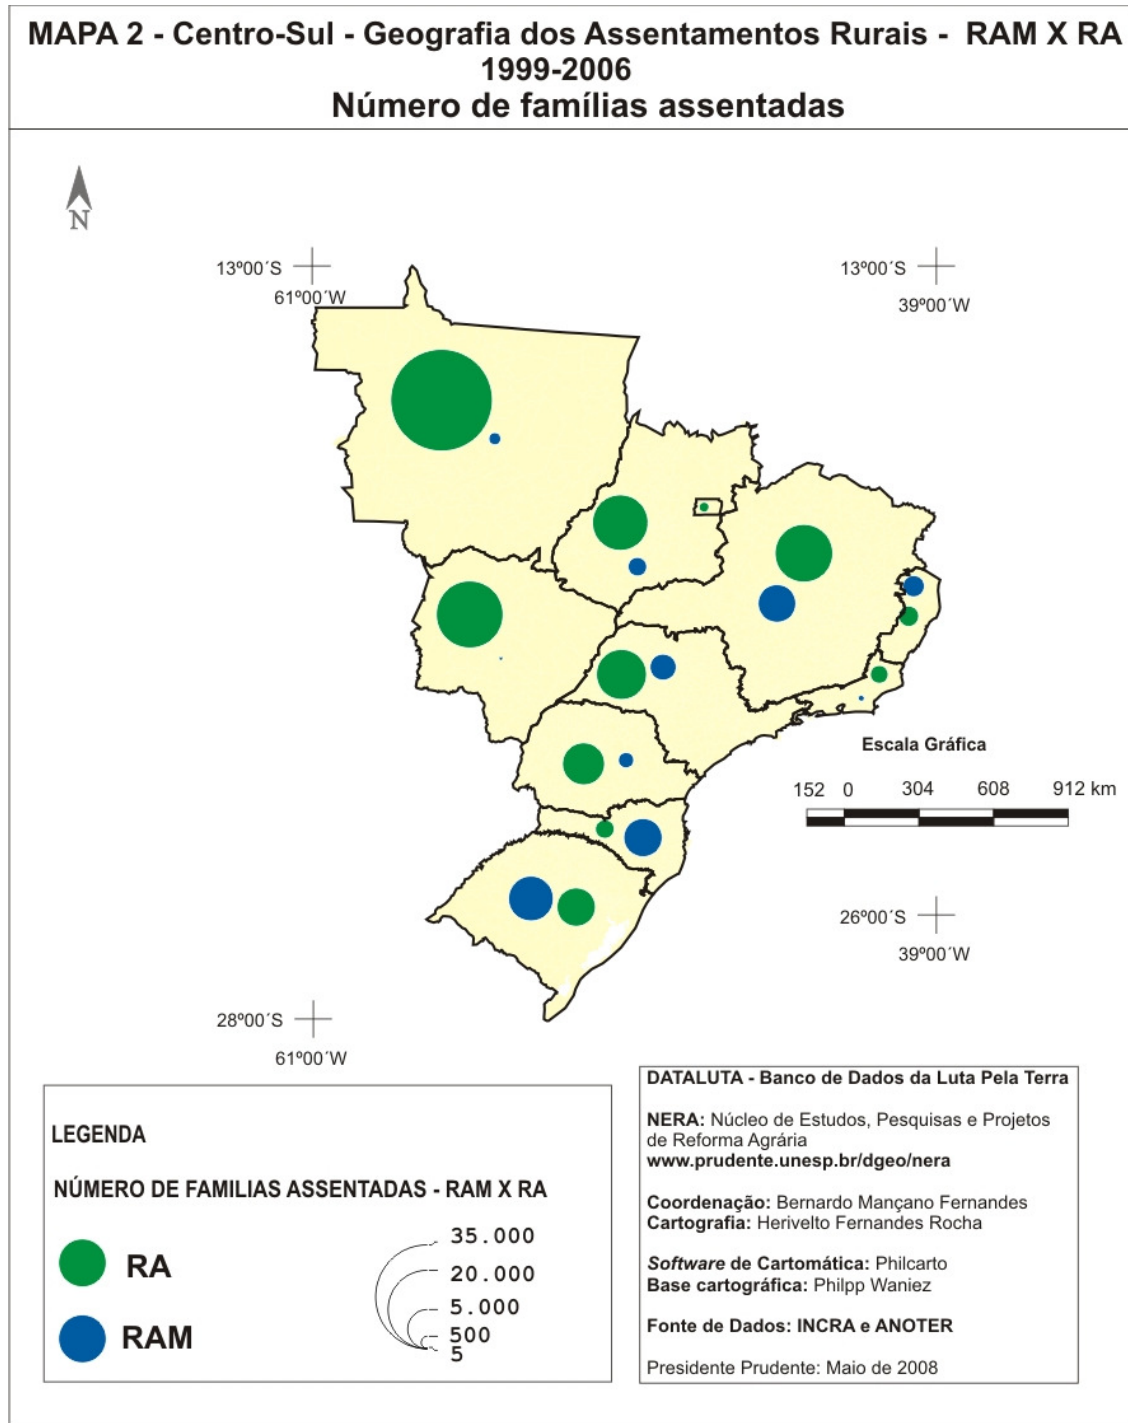 MAPA 2 - Centro-Sul - Geografia dos Assentamentos Rurais - RAM X RA
1999-2006
Número de famílias assentadas
N
13º00´S
61º00´W
13º00´S
39º00´W
Escala Gráfica
152 0 304 608 912 km
26º00´S
39º00´W
28º00´S
61º00´W
LEGENDA
NÚMERO DE FAMILIAS ASSENTADAS - RAM X RA
RA
RAM
35.000
20.000
5.000
500
5
DATALUTA - Banco de Dados da Luta Pela Terra
NERA: Núcleo de Estudos, Pesquisas e Projetos
de Reforma Agrária
www.prudente.unesp.br/dgeo/nera
Coordenação: Bernardo Mançano Fernandes
Cartografia: Herivelto Fernandes Rocha
Software de Cartomática: Philcarto
Base cartográfica: Philpp Waniez
Fonte de Dados: INCRA e ANOTER
Presidente Prudente: Maio de 2008